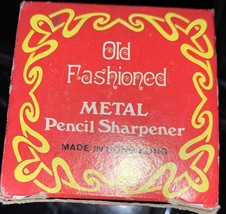 Old
Fashioned
METAL
Pencil Sharpener
MADE IN HONG KONG